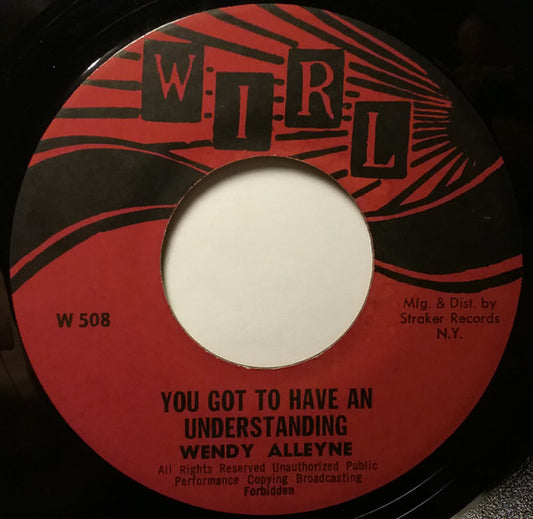 WIRL
W 508
Mfg. & Dist. by
Straker Records
N.Y.
YOU GOT TO HAVE AN
UNDERSTANDING
WENDY ALLEYNE
All Rights Reserved Unauthorized Public
Performance Copying Broadcasting
Forbidden